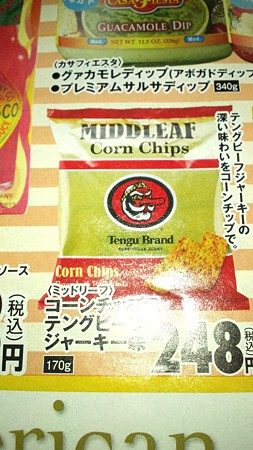 CASA FIESTA
GUACAMOLE DIP
NET WT. 11.5 OZ. (326g)
(カサフィエスタ)
●グァカモレディップ(アボガドディップ)
●プレミアムサルサディップ 340g
MIDDLEAF
Corn Chips
Tengu Brand
Corn Chips
テングビーフジャーキーの
深い味わいをコーンチップで。
ソース
(税込)
円
(ミッドリーフ)
コーンチ
テングビー
ジャーキー
170g
248
(税込)
円
erican